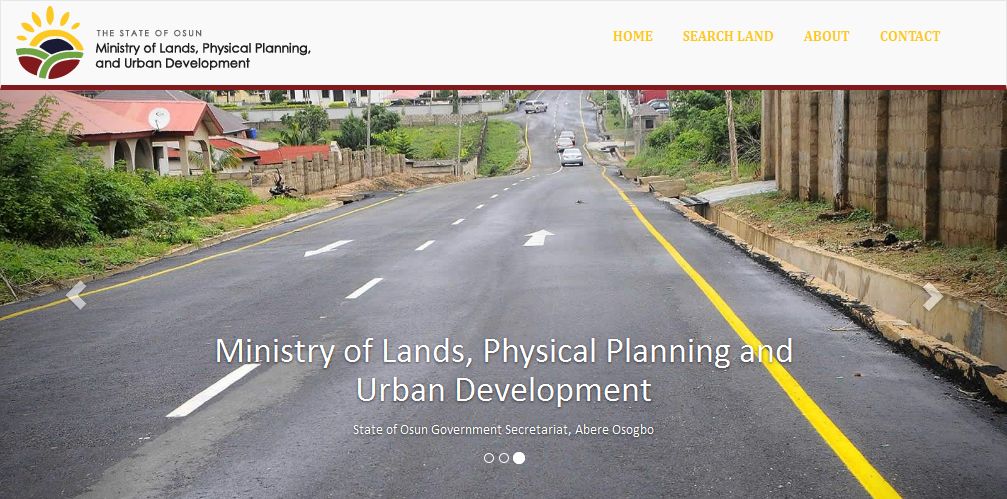 THE STATE OF OSUN
Ministry of Lands, Physical Planning,
and Urban Development
HOME SEARCH LAND ABOUT CONTACT
Ministry of Lands, Physical Planning and
Urban Development
State of Osun Government Secretariat, Abere Osogbo